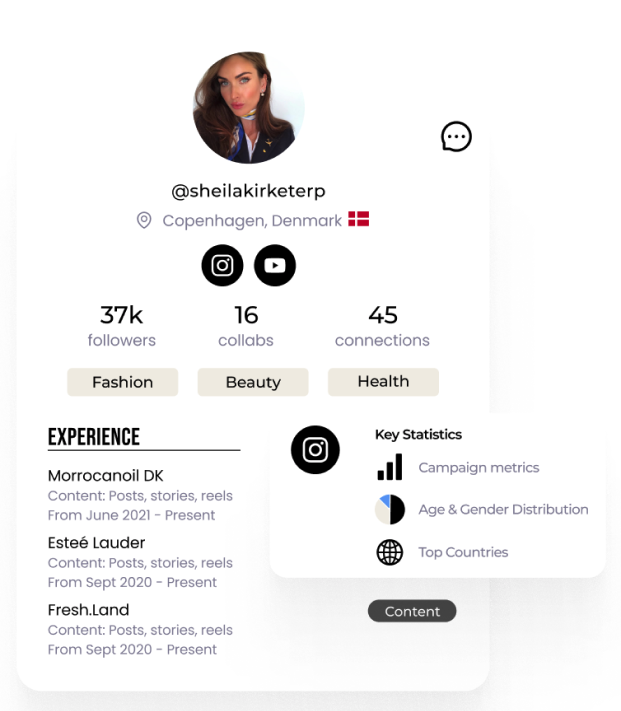 @sheilakirketerp
Copenhagen, Denmark
37k
followers
16
collabs
45
connections
Fashion
Beauty
Health
EXPERIENCE
Morrocanoil DK
Content: Posts, stories, reels
From June 2021 - Present
Esteé Lauder
Content: Posts, stories, reels
From Sept 2020 - Present
Fresh.Land
Content: Posts, stories, reels
From Sept 2020 - Present
Key Statistics
Campaign metrics
Age & Gender Distribution
Top Countries
Content